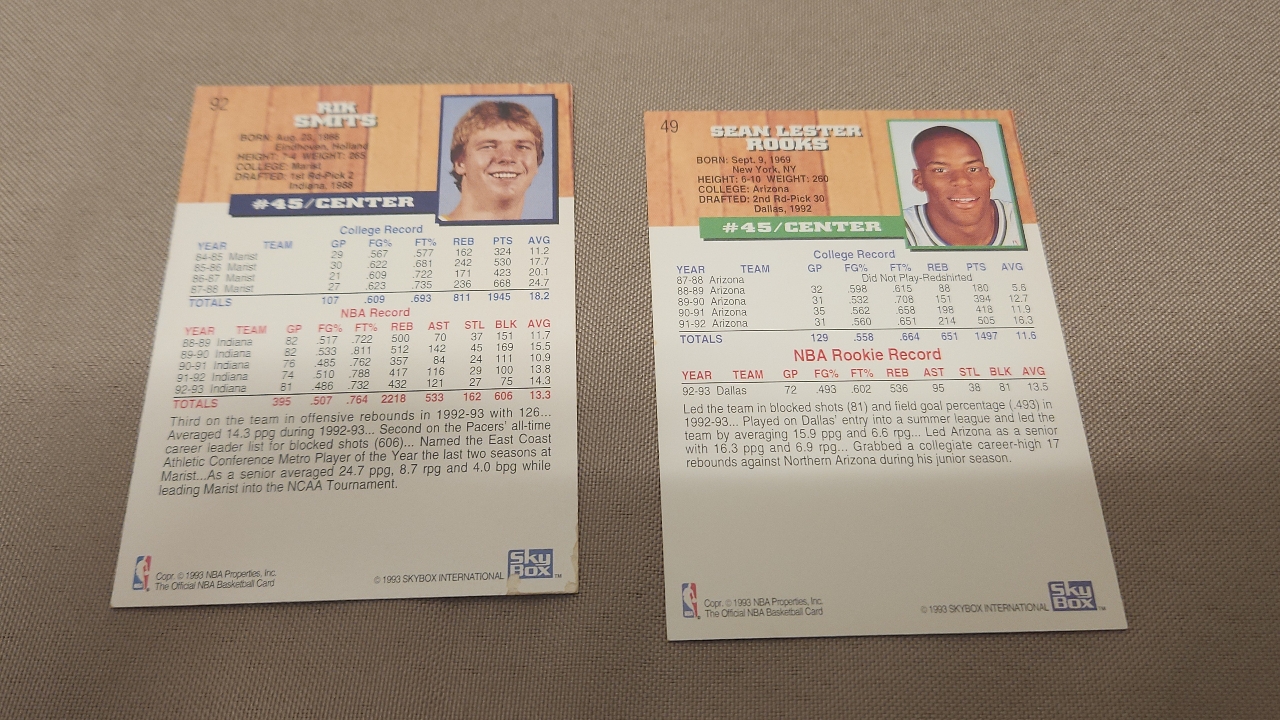 92
RIK
SMITS
BORN: Aug. 23, 1966
Eindhoven, Holland
HEIGHT: 7-4 WEIGHT: 265
COLLEGE: Marist
DRAFTED: 1st Rd-Pick 2
Indiana, 1988
#45/CENTER
College Record
YEAR TEAM GP FG% FT% REB PTS AVG
84-85 Marist 29 .567 .577 162 324 11.2
85-86 Marist 30 .622 .681 242 530 17.7
86-87 Marist 21 .609 .722 171 423 20.1
87-88 Marist 27 .623 .735 236 668 24.7
TOTALS 107 .609 .693 811 1945 18.2
NBA Record
YEAR TEAM GP FG% FT% REB AST STL BLK AVG
88-89 Indiana 82 .517 .722 500 70 37 151 11.7
89-90 Indiana 82 .533 .811 512 142 45 169 15.5
90-91 Indiana 76 .485 .762 357 84 24 111 10.9
91-92 Indiana 74 .510 .788 417 116 29 100 13.8
92-93 Indiana 81 .486 .732 432 121 27 75 14.3
TOTALS 395 .507 .764 2218 533 162 606 13.3
Third on the team in offensive rebounds in 1992-93 with 126...
Averaged 14.3 ppg during 1992-93... Second on the Pacers' all-time
career leader list for blocked shots (606)... Named the East Coast
Athletic Conference Metro Player of the Year the last two seasons at
Marist...As a senior averaged 24.7 ppg, 8.7 rpg and 4.0 bpg while
leading Marist into the NCAA Tournament.
Copr. © 1993 NBA Properties, Inc.
The Official NBA Basketball Card
© 1993 SKYBOX INTERNATIONAL
Sky
BOX™
49
SEAN LESTER
ROOKS
BORN: Sept. 9, 1969
New York, NY
HEIGHT: 6-10 WEIGHT: 260
COLLEGE: Arizona
DRAFTED: 2nd Rd-Pick 30
Dallas, 1992
#45/CENTER
College Record
YEAR TEAM GP FG% FT% REB PTS AVG
87-88 Arizona Did Not Play-Redshirted
88-89 Arizona 32 .598 .615 88 180 5.6
89-90 Arizona 31 .532 .708 151 394 12.7
90-91 Arizona 35 .562 .658 198 418 11.9
91-92 Arizona 31 .560 .651 214 505 16.3
TOTALS 129 .558 .664 651 1497 11.6
NBA Rookie Record
YEAR TEAM GP FG% FT% REB AST STL BLK AVG
92-93 Dallas 72 .493 .602 536 95 38 81 13.5
Led the team in blocked shots (81) and field goal percentage (.493) in
1992-93... Played on Dallas' entry into a summer league and led the
team by averaging 15.9 ppg and 6.6 rpg... Led Arizona as a senior
with 16.3 ppg and 6.9 rpg... Grabbed a collegiate career-high 17
rebounds against Northern Arizona during his junior season.
Copr. © 1993 NBA Properties, Inc.
The Official NBA Basketball Card
© 1993 SKYBOX INTERNATIONAL
Sky
BOX™